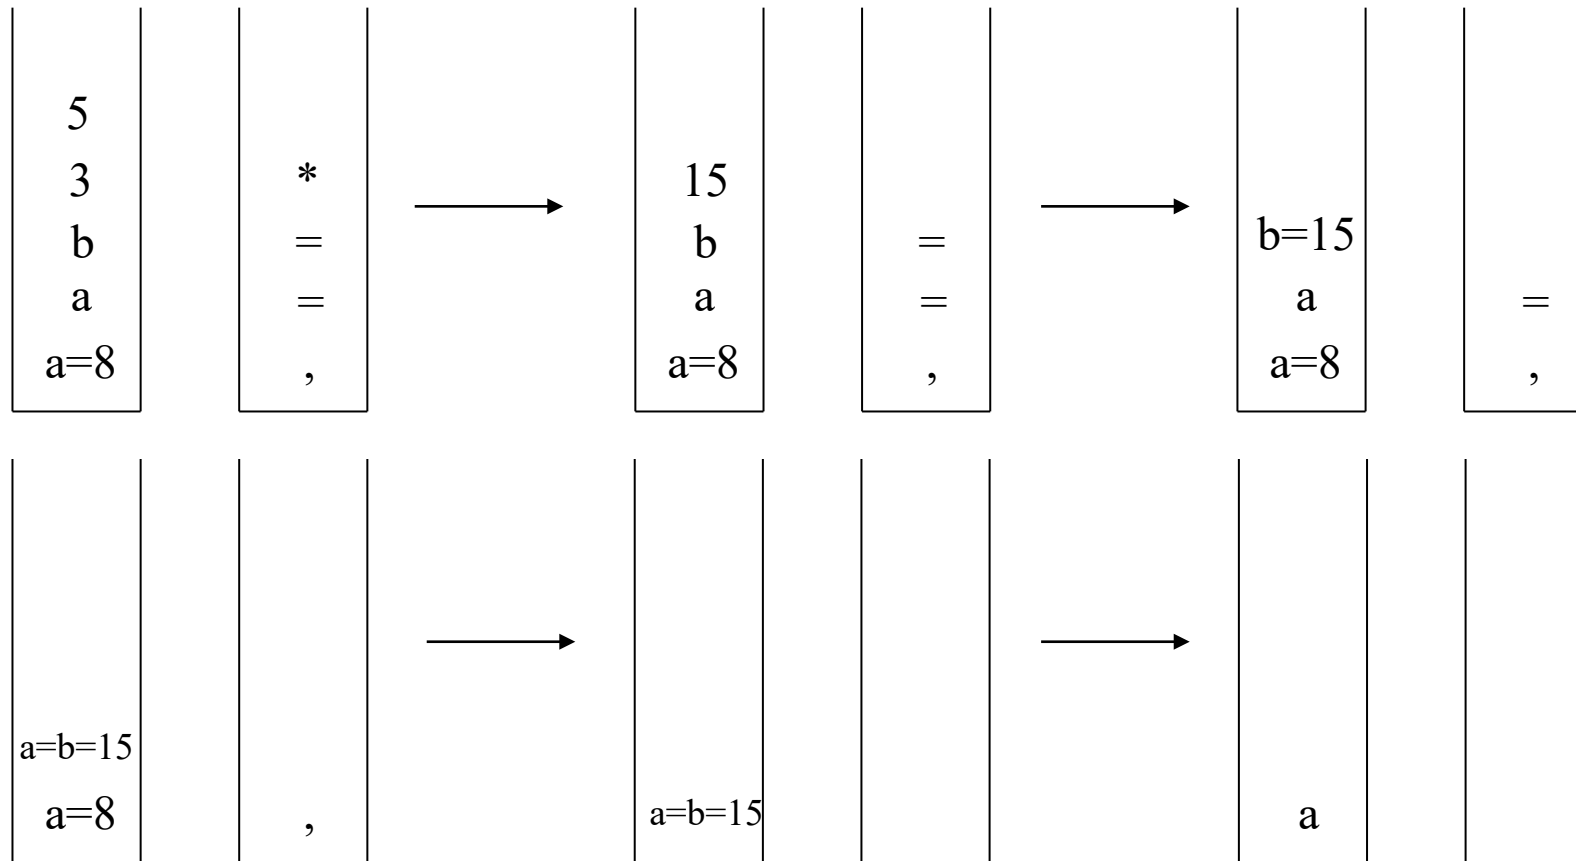 5
3 * 15
b = b = b=15
a = a = a =
a=8 , a=8 , a=8 ,
a=b=15
a=8 , a=b=15 a